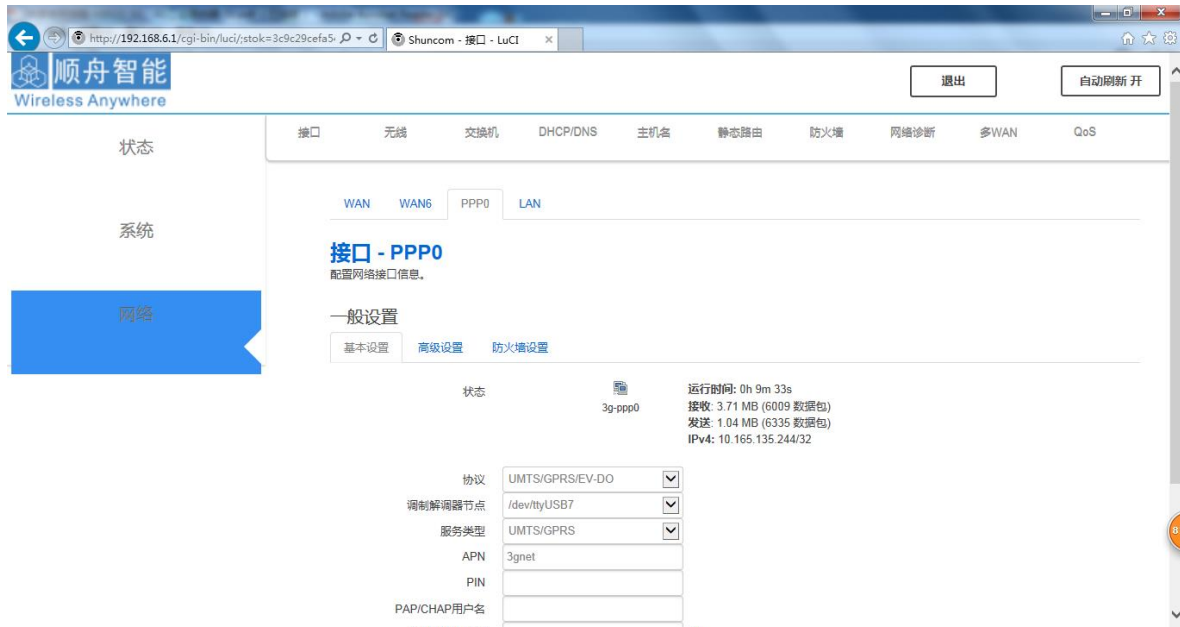 http://192.168.6.1/cgi-bin/luci/;stok=3c9c29cefa5
Shuncom - 接口 - LuCI
顺舟智能
Wireless Anywhere
退出
自动刷新 开
状态
系统
网络
接口 无线 交换机 DHCP/DNS 主机名 静态路由 防火墙 网络诊断 多WAN QoS
WAN WAN6 PPP0 LAN
接口 - PPP0
配置网络接口信息。
一般设置
基本设置 高级设置 防火墙设置
状态
3g-ppp0
运行时间: 0h 9m 33s
接收: 3.71 MB (6009 数据包)
发送: 1.04 MB (6335 数据包)
IPv4: 10.165.135.244/32
协议 UMTS/GPRS/EV-DO
调制解调器节点 /dev/ttyUSB7
服务类型 UMTS/GPRS
APN 3gnet
PIN
PAP/CHAP用户名